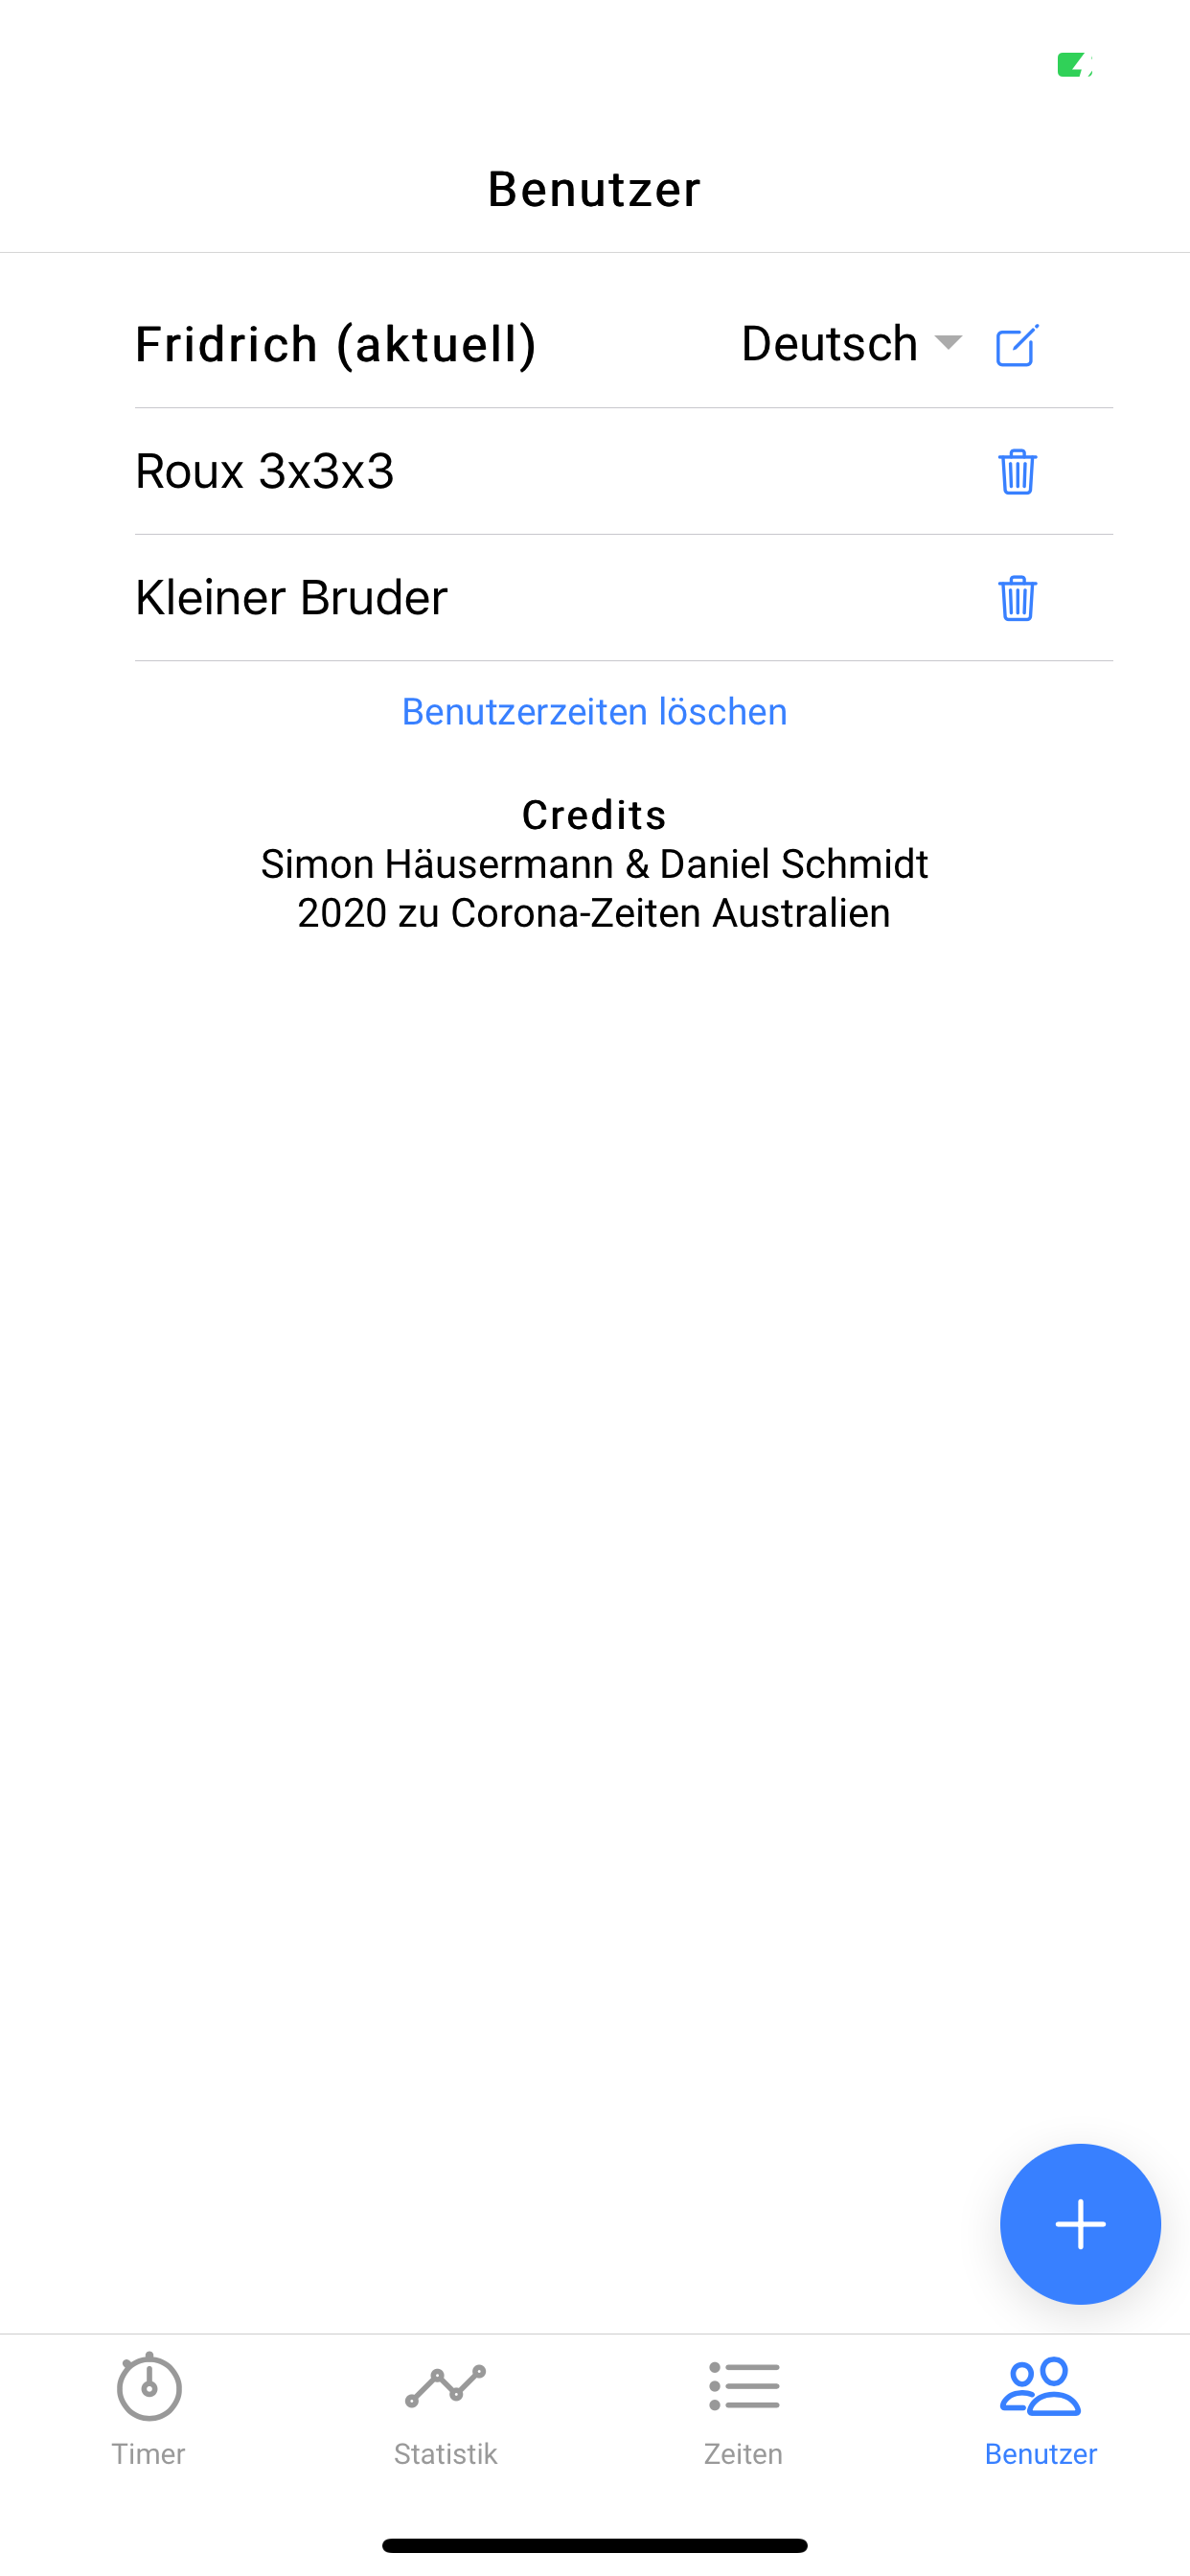 Benutzer
Fridrich (aktuell) Deutsch
Roux 3x3x3
Kleiner Bruder
Benutzerzeiten löschen
Credits
Simon Häusermann & Daniel Schmidt
2020 zu Corona-Zeiten Australien
Timer Statistik Zeiten Benutzer